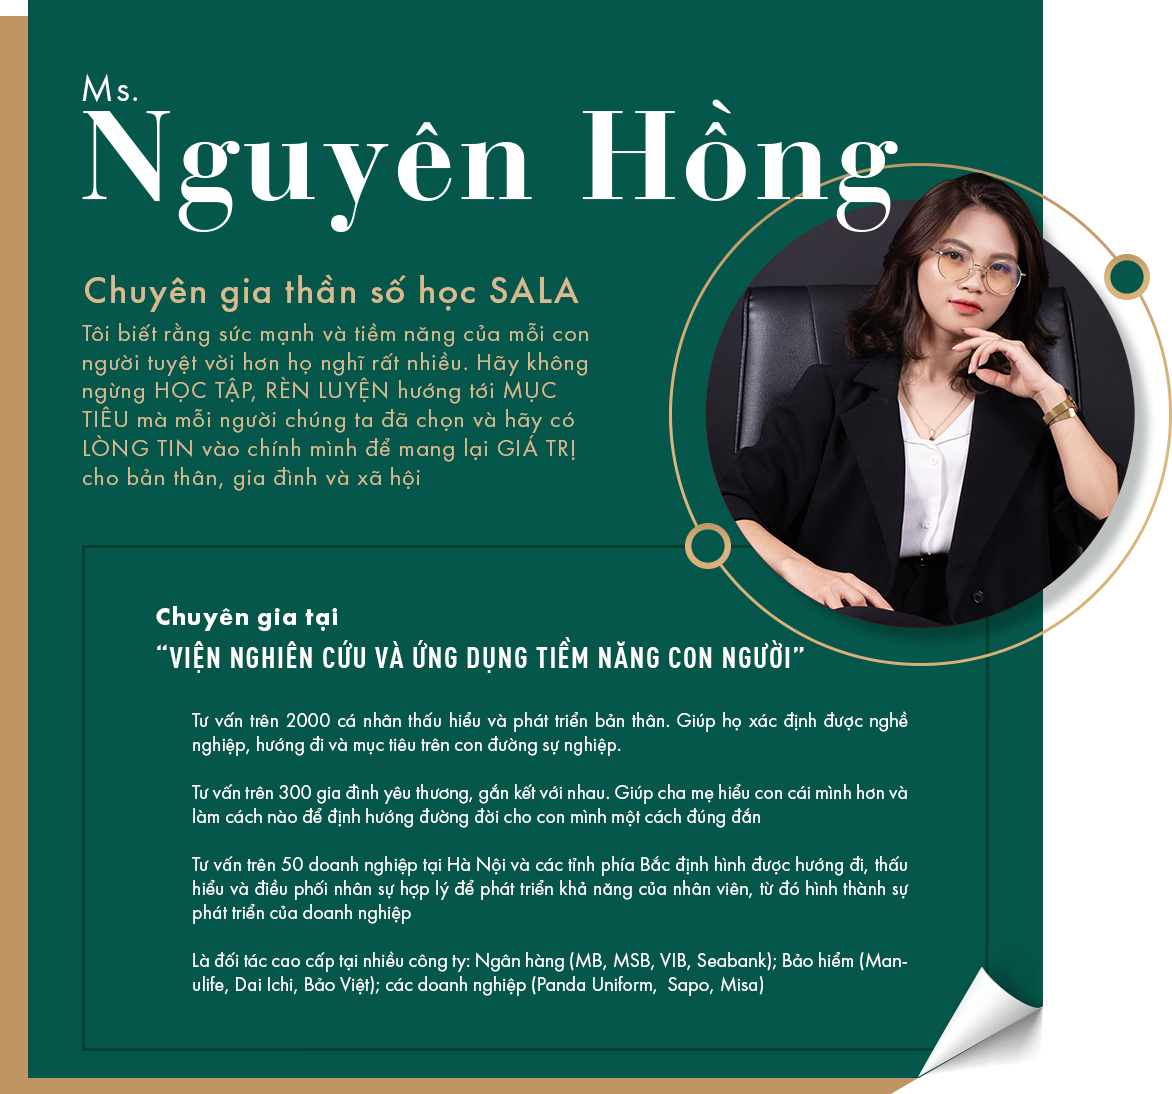 Ms.
Nguyên Hồng
Chuyên gia thần số học SALA
Tôi biết rằng sức mạnh và tiềm năng của mỗi con
người tuyệt vời hơn họ nghĩ rất nhiều. Hãy không
ngừng HỌC TẬP, RÈN LUYỆN hướng tới MỤC
TIÊU mà mỗi người chúng ta đã chọn và hãy có
LÒNG TIN vào chính mình để mang lại GIÁ TRỊ
cho bản thân, gia đình và xã hội
Chuyên gia tại
“VIỆN NGHIÊN CỨU VÀ ỨNG DỤNG TIỀM NĂNG CON NGƯỜI”
Tư vấn trên 2000 cá nhân thấu hiểu và phát triển bản thân. Giúp họ xác định được nghề
nghiệp, hướng đi và mục tiêu trên con đường sự nghiệp.
Tư vấn trên 300 gia đình yêu thương, gắn kết với nhau. Giúp cha mẹ hiểu con cái mình hơn và
làm cách nào để định hướng đường đời cho con mình một cách đúng đắn
Tư vấn trên 50 doanh nghiệp tại Hà Nội và các tỉnh phía Bắc định hình được hướng đi, thấu
hiểu và điều phối nhân sự hợp lý để phát triển khả năng của nhân viên, từ đó hình thành sự
phát triển của doanh nghiệp
Là đối tác cao cấp tại nhiều công ty: Ngân hàng (MB, MSB, VIB, Seabank); Bảo hiểm (Man-
ulife, Dai Ichi, Bảo Việt); các doanh nghiệp (Panda Uniform, Sapo, Misa)